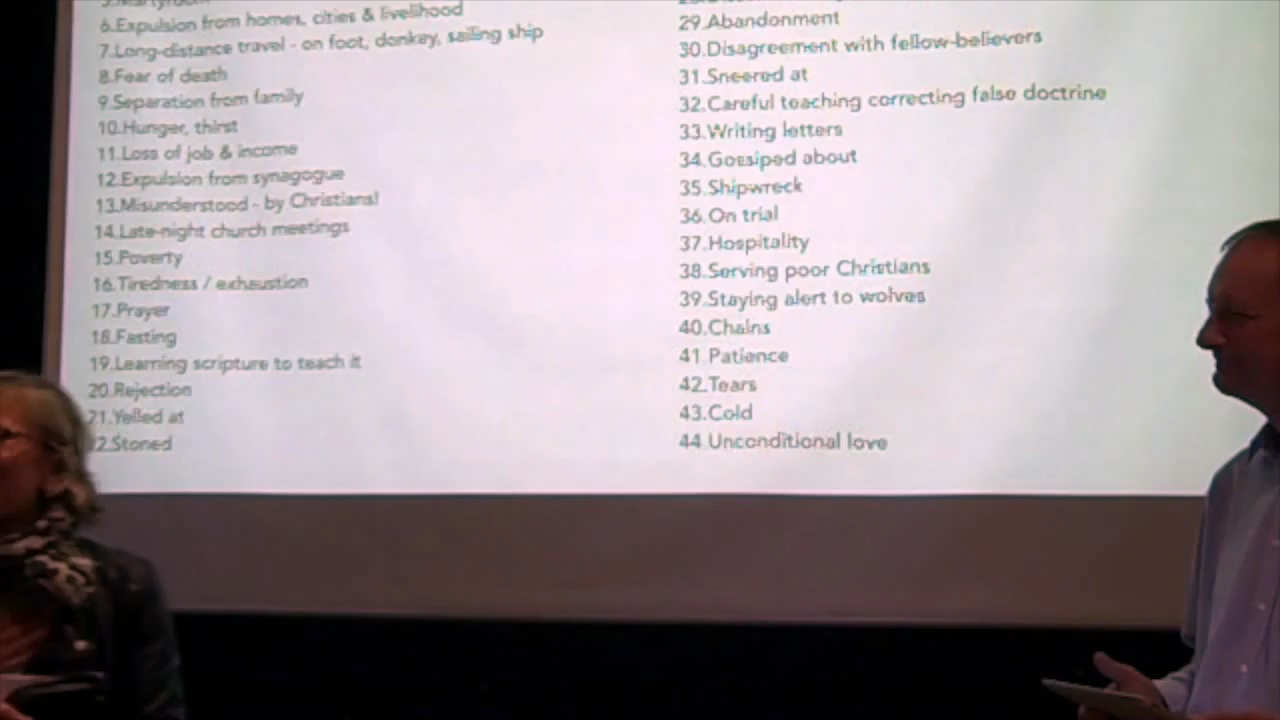 6.Expulsion from homes, cities & livelihood
7.Long-distance travel - on foot, donkey, sailing ship
8.Fear of death
9.Separation from family
10.Hunger, thirst
11.Loss of job & income
12.Expulsion from synagogue
13.Misunderstood - by Christians!
14.Late-night church meetings
15.Poverty
16.Tiredness / exhaustion
17.Prayer
18.Fasting
19.Learning scripture to teach it
20.Rejection
21.Yelled at
2.Stoned
29.Abandonment
30.Disagreement with fellow-believers
31.Sneered at
32.Careful teaching correcting false doctrine
33.Writing letters
34.Gossiped about
35.Shipwreck
36.On trial
37.Hospitality
38.Serving poor Christians
39.Staying alert to wolves
40.Chains
41.Patience
42.Tears
43.Cold
44.Unconditional love